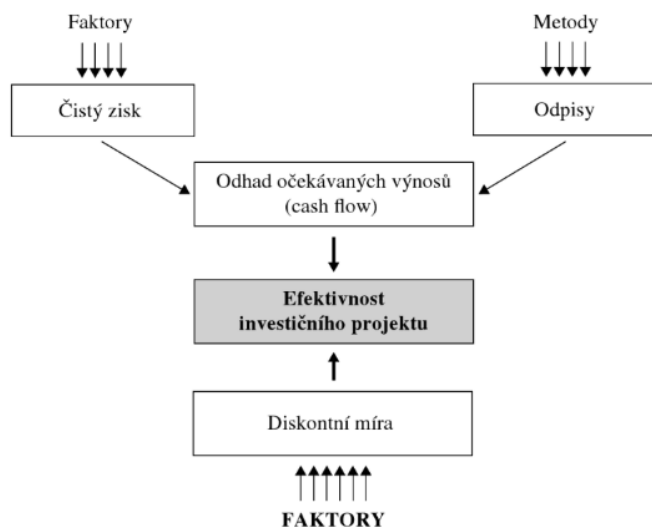 Faktory
Metody
Čistý zisk
Odpisy
Odhad očekávaných výnosů
(cash flow)
Efektivnost
investičního projektu
Diskontní míra
FAKTORY